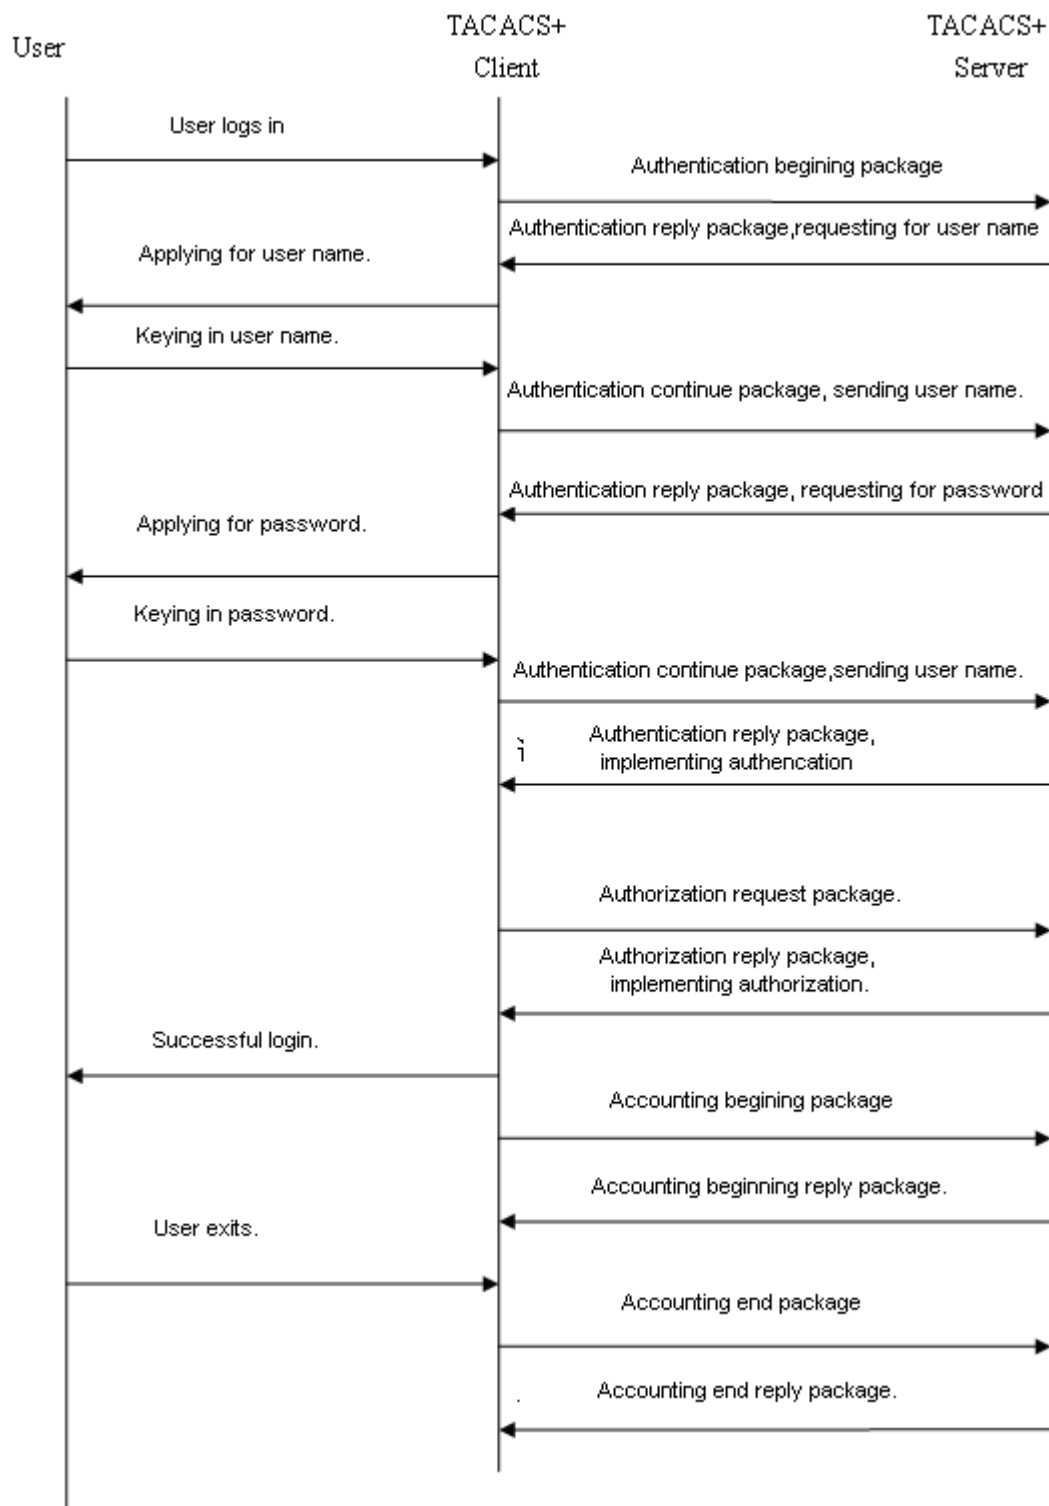 User
TACACS+
Client
TACACS+
Server
User logs in
Authentication begining package
Authentication reply package,requesting for user name
Applying for user name.
Keying in user name.
Authentication continue package, sending user name.
Authentication reply package, requesting for password
Applying for password.
Keying in password.
Authentication continue package,sending user name.
Authentication reply package,
implementing authencation
Authorization request package.
Authorization reply package,
implementing authorization.
Successful login.
Accounting begining package
Accounting beginning reply package.
User exits.
Accounting end package
Accounting end reply package.